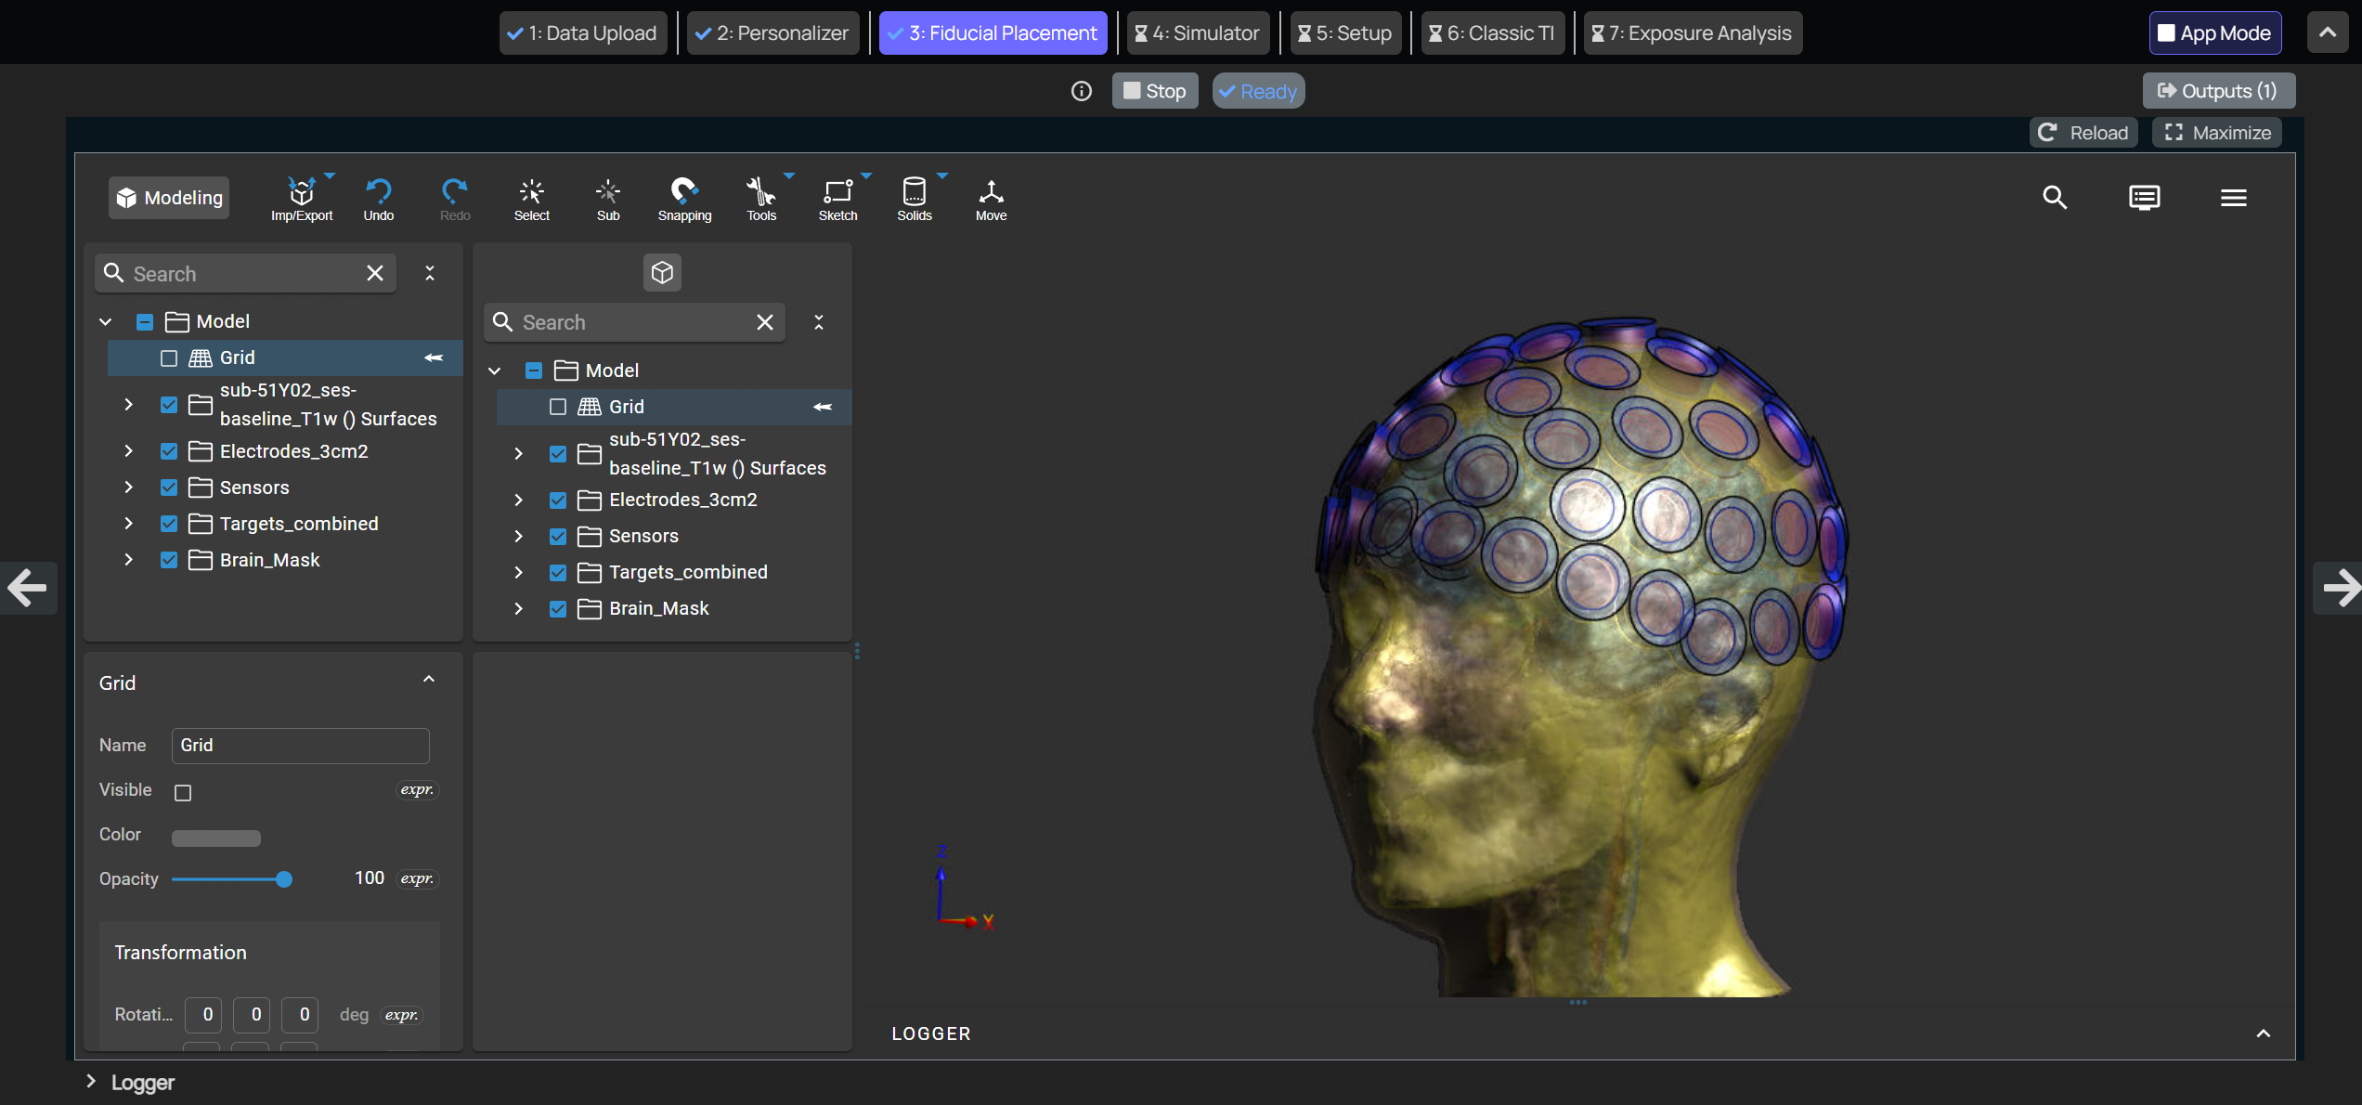 1: Data Upload
2: Personalizer
3: Fiducial Placement
4: Simulator
5: Setup
6: Classic TI
7: Exposure Analysis
App Mode
Stop
Ready
Outputs (1)
Reload
Maximize
Modeling
Imp/Export
Undo
Redo
Select
Sub
Snapping
Tools
Sketch
Solids
Move
Search
Model
Grid
sub-51Y02_ses-
baseline_T1w () Surfaces
Electrodes_3cm2
Sensors
Targets_combined
Brain_Mask
Search
Model
Grid
sub-51Y02_ses-
baseline_T1w () Surfaces
Electrodes_3cm2
Sensors
Targets_combined
Brain_Mask
Grid
Name Grid
Visible expr.
Color
Opacity 100 expr.
Transformation
Rotati... 0 0 0 deg expr.
Z
X
LOGGER
Logger